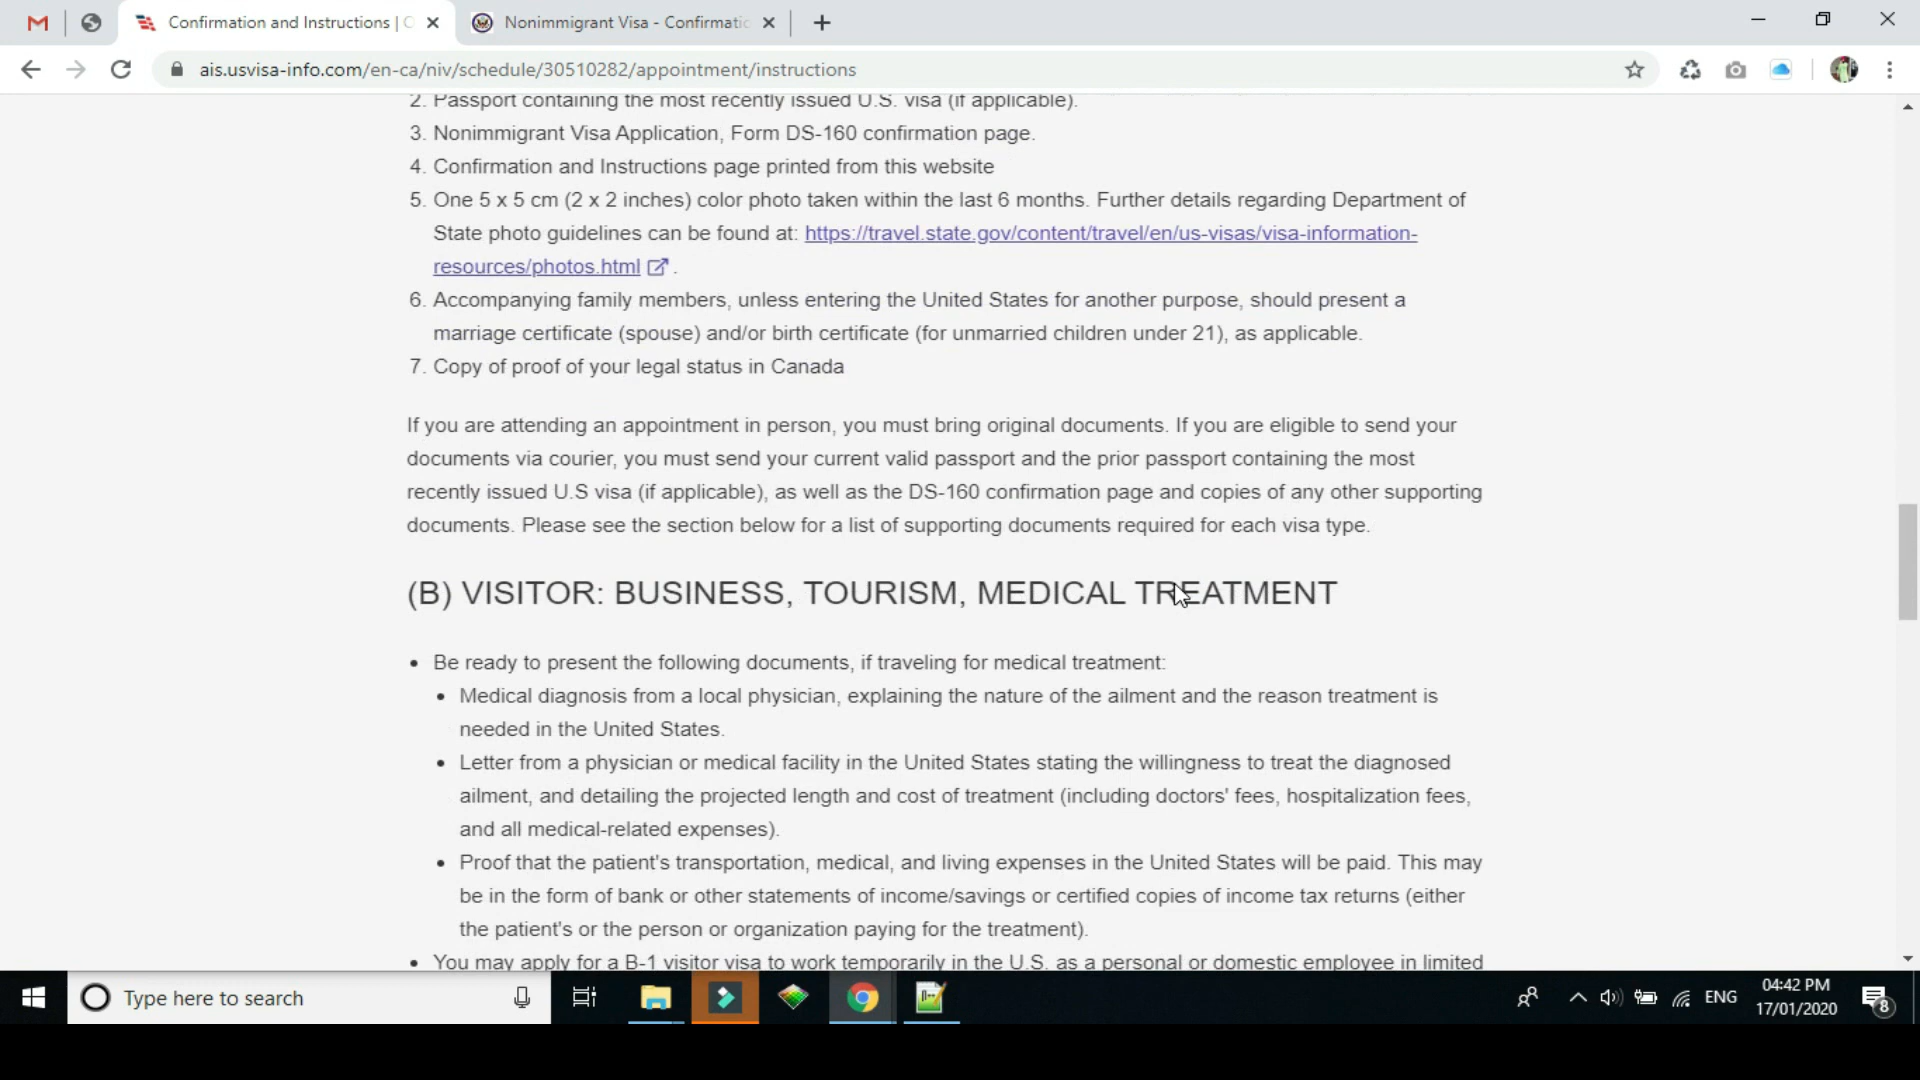 Confirmation and Instructions |
Nonimmigrant Visa - Confirmatic
ais.usvisa-info.com/en-ca/niv/schedule/30510282/appointment/instructions
2. Passport containing the most recently issued U.S. visa (if applicable).
3. Nonimmigrant Visa Application, Form DS-160 confirmation page.
4. Confirmation and Instructions page printed from this website
5. One 5 x 5 cm (2 x 2 inches) color photo taken within the last 6 months. Further details regarding Department of
State photo guidelines can be found at: https://travel.state.gov/content/travel/en/us-visas/visa-information-
resources/photos.html .
6. Accompanying family members, unless entering the United States for another purpose, should present a
marriage certificate (spouse) and/or birth certificate (for unmarried children under 21), as applicable.
7. Copy of proof of your legal status in Canada
If you are attending an appointment in person, you must bring original documents. If you are eligible to send your
documents via courier, you must send your current valid passport and the prior passport containing the most
recently issued U.S visa (if applicable), as well as the DS-160 confirmation page and copies of any other supporting
documents. Please see the section below for a list of supporting documents required for each visa type.
(B) VISITOR: BUSINESS, TOURISM, MEDICAL TREATMENT
• Be ready to present the following documents, if traveling for medical treatment:
• Medical diagnosis from a local physician, explaining the nature of the ailment and the reason treatment is
needed in the United States.
• Letter from a physician or medical facility in the United States stating the willingness to treat the diagnosed
ailment, and detailing the projected length and cost of treatment (including doctors' fees, hospitalization fees,
and all medical-related expenses).
• Proof that the patient's transportation, medical, and living expenses in the United States will be paid. This may
be in the form of bank or other statements of income/savings or certified copies of income tax returns (either
the patient's or the person or organization paying for the treatment).
• You may apply for a B-1 visitor visa to work temporarily in the U.S. as a personal or domestic employee in limited
Type here to search
ENG
04:42 PM
17/01/2020
8